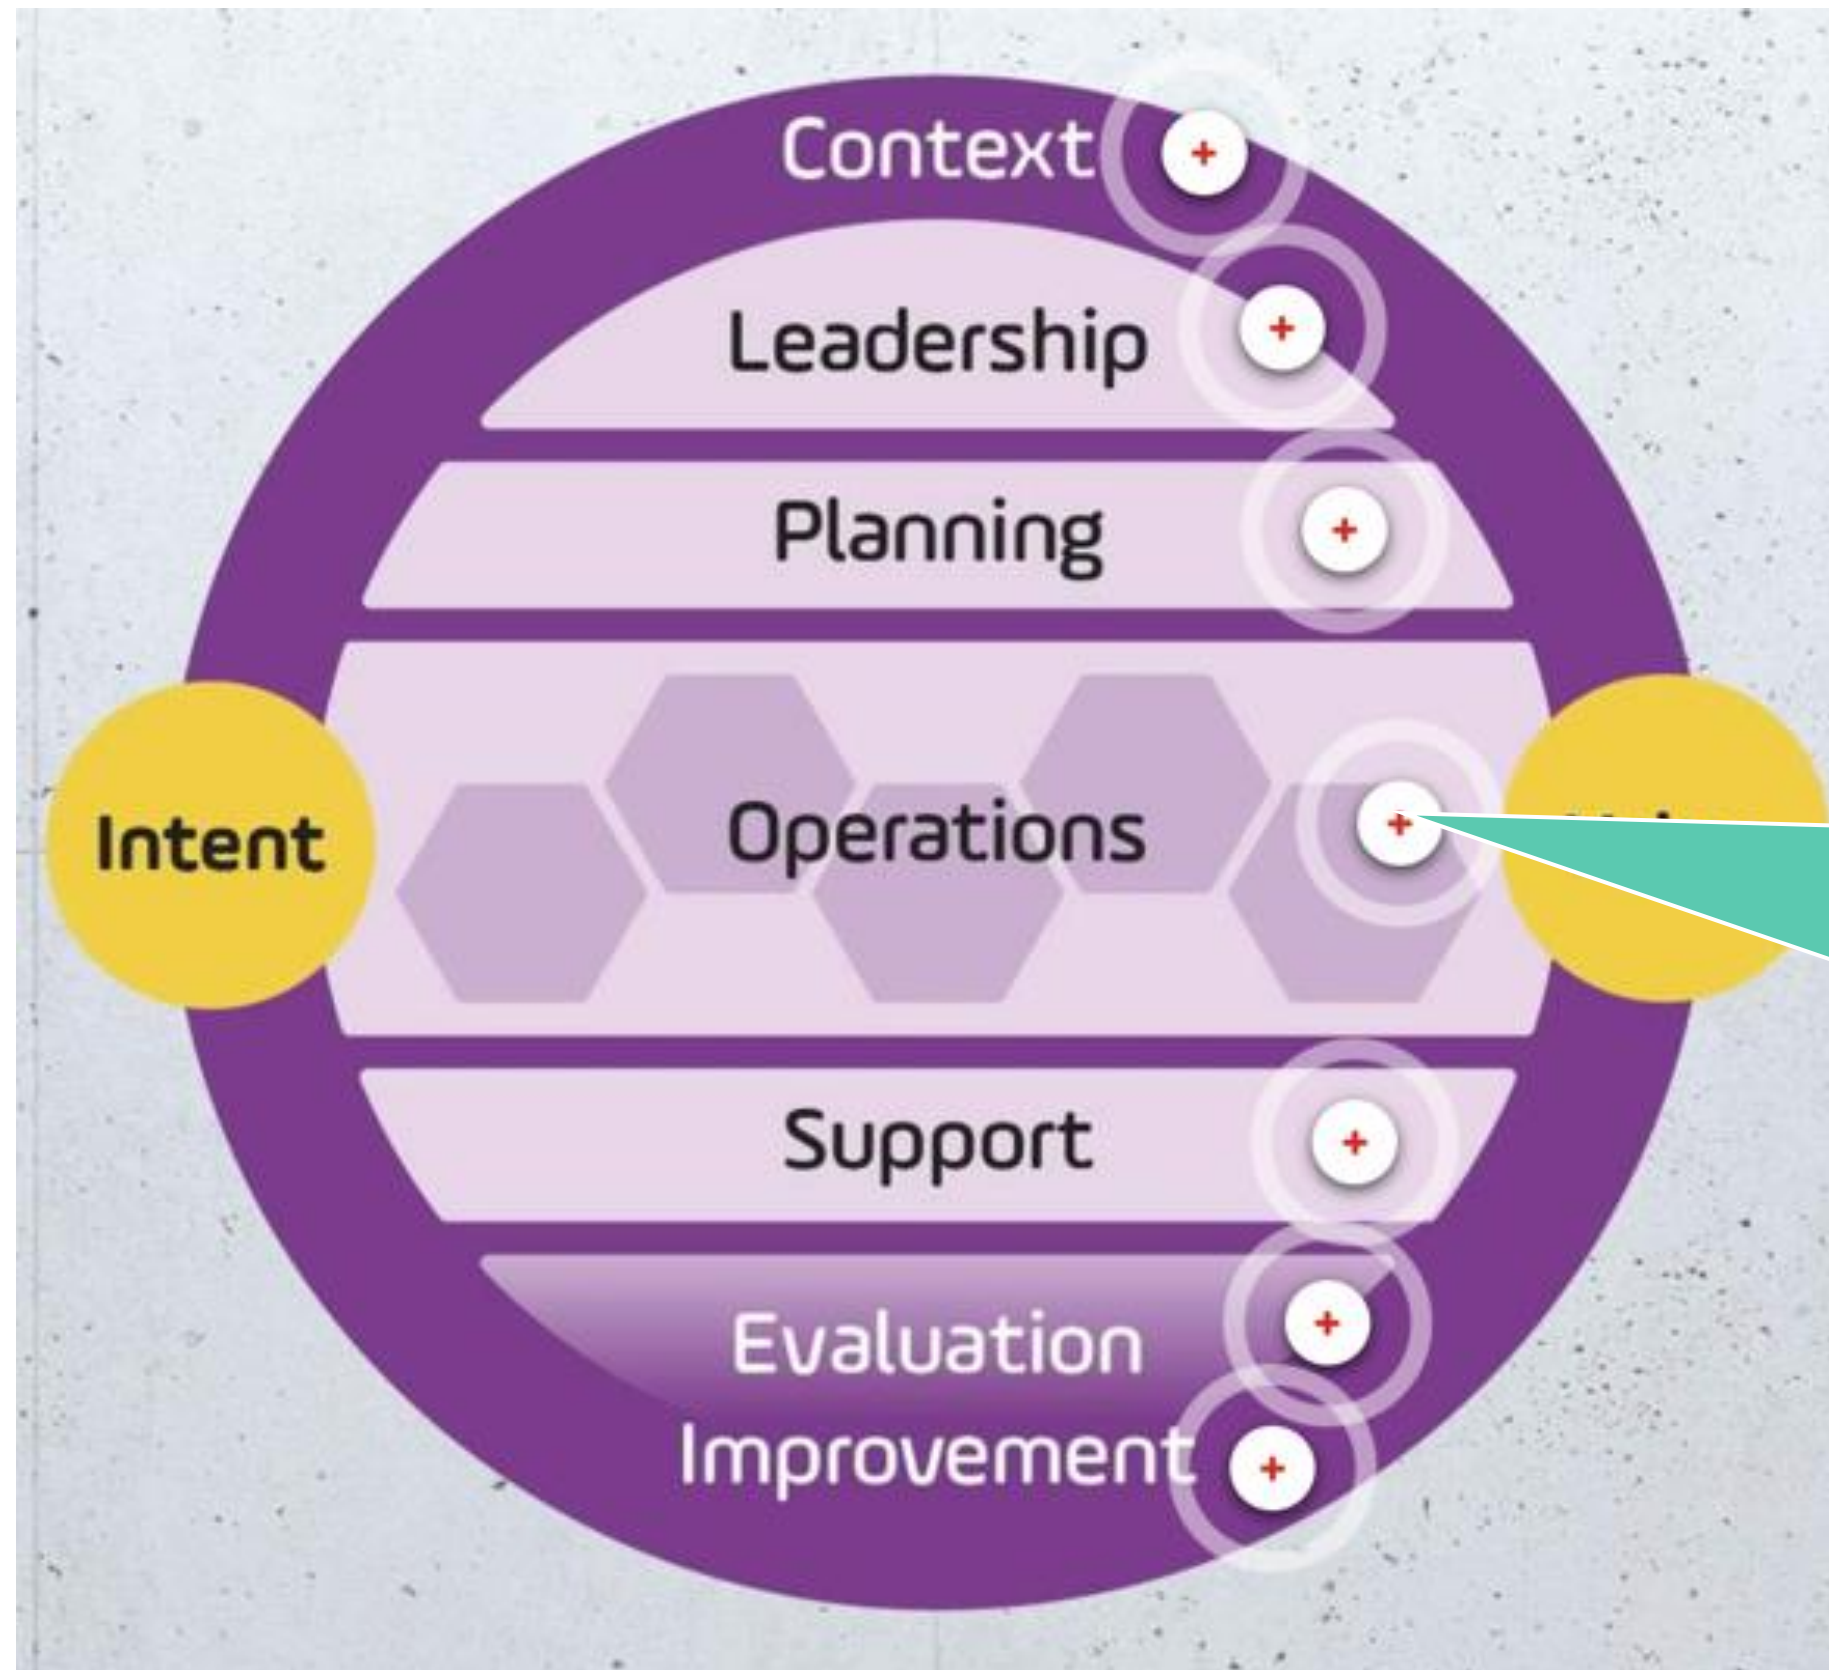 Context
Leadership
Planning
Intent
Operations
Support
Evaluation
Improvement